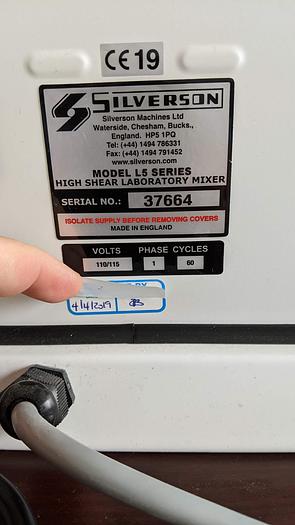 CE 19
SILVERSON
Silverson Machines Ltd
Waterside, Chesham, Bucks.,
England. HP5 1PQ
Tel: (+44) 1494 786331
Fax: (+44) 1494 791452
www.silverson.com
MODEL L5 SERIES
HIGH SHEAR LABORATORY MIXER
SERIAL NO.: 37664
ISOLATE SUPPLY BEFORE REMOVING COVERS
MADE IN ENGLAND
VOLTS PHASE CYCLES
110/115 1 60
BY
4/4/2019